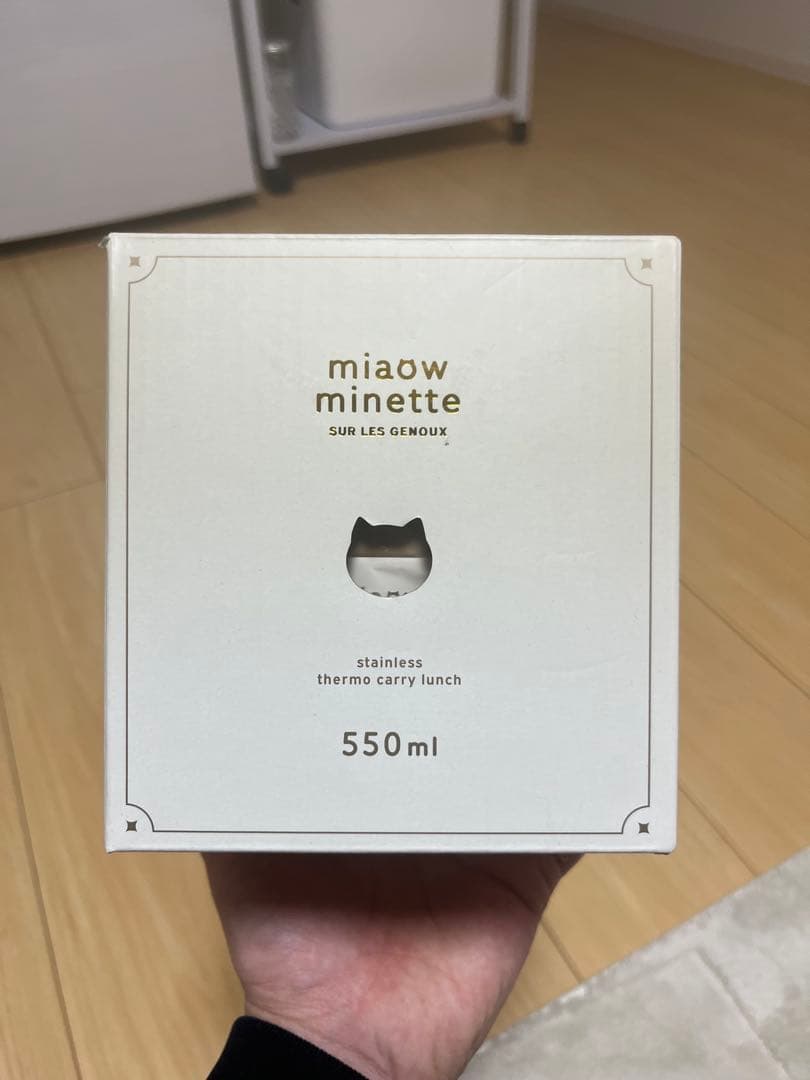 miaow
minette
SUR LES GENOUX
stainless
thermo carry lunch
550ml